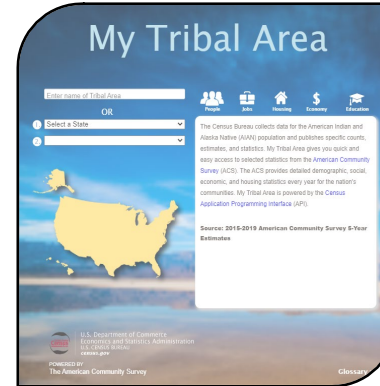 My Tribal Area
Enter name of Tribal Area
OR
1 Select a State
2
People Jobs Housing Economy Education
The Census Bureau collects data for the American Indian and
Alaska Native (AIAN) population and publishes specific counts,
estimates, and statistics. My Tribal Area gives you quick and
easy access to selected statistics from the American Community
Survey (ACS). The ACS provides detailed demographic, social,
economic, and housing statistics every year for the nation's
communities. My Tribal Area is powered by the Census
Application Programming Interface (API).
Source: 2015-2019 American Community Survey 5-Year
Estimates
U.S. Department of Commerce
Economics and Statistics Administration
U.S. CENSUS BUREAU
census.gov
POWERED BY
The American Community Survey
Glossary